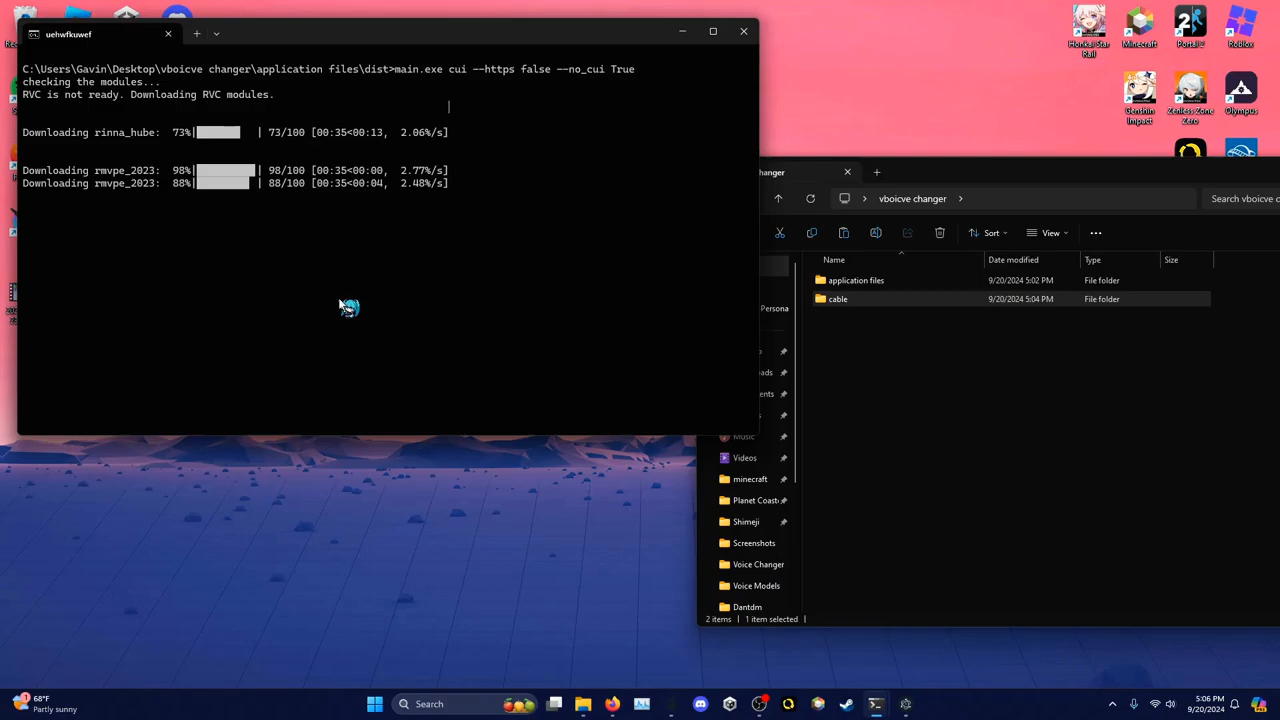 uehwfkuwef
C:\Users\Gavin\Desktop\vboicve changer\application files\dist>main.exe cui --https false --no_cui True
checking the modules...
RVC is not ready. Downloading RVC modules.
Downloading rinna_hube: 73%| | 73/100 [00:35<00:13, 2.06%/s]
Downloading rmvpe_2023: 98%| | 98/100 [00:35<00:00, 2.77%/s]
Downloading rmvpe_2023: 88%| | 88/100 [00:35<00:04, 2.48%/s]
Honkai Star Rail
Minecraft
Portal 2
Roblox
Genshin Impact
Zenless Zone Zero
Olympus
changer
vboicve changer
Search vboicve c
Sort
View
Name
Date modified
Type
Size
application files
9/20/2024 5:02 PM
File folder
cable
9/20/2024 5:04 PM
File folder
Persona
oads
ents
Music
Videos
minecraft
Planet Coast
Shimeji
Screenshots
Voice Changer
Voice Models
Dantdm
2 items
1 item selected
1
68°F
Partly sunny
Search
5:06 PM
9/20/2024